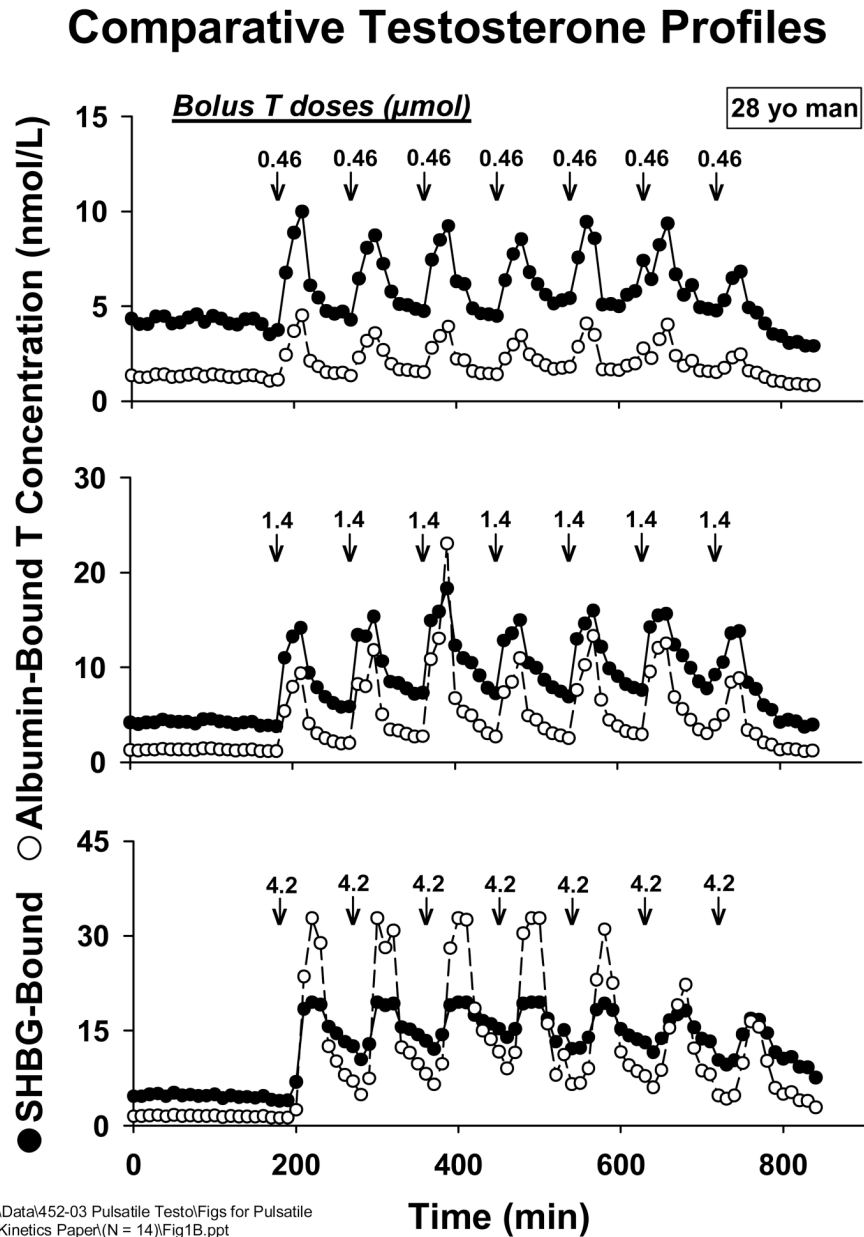 Comparative Testosterone Profiles
Bolus T doses (µmol)
28 yo man
15
10
5
0
0.46 0.46 0.46 0.46 0.46 0.46 0.46
30
20
10
0
1.4 1.4 1.4 1.4 1.4 1.4 1.4
45
30
15
0
4.2 4.2 4.2 4.2 4.2 4.2 4.2
0 200 400 600 800
Time (min)
SHBG-Bound Albumin-Bound T Concentration (nmol/L)
\Data\452-03 Pulsatile Testo\Figs for Pulsatile
Kinetics Paper\(N = 14)\Fig1B.ppt